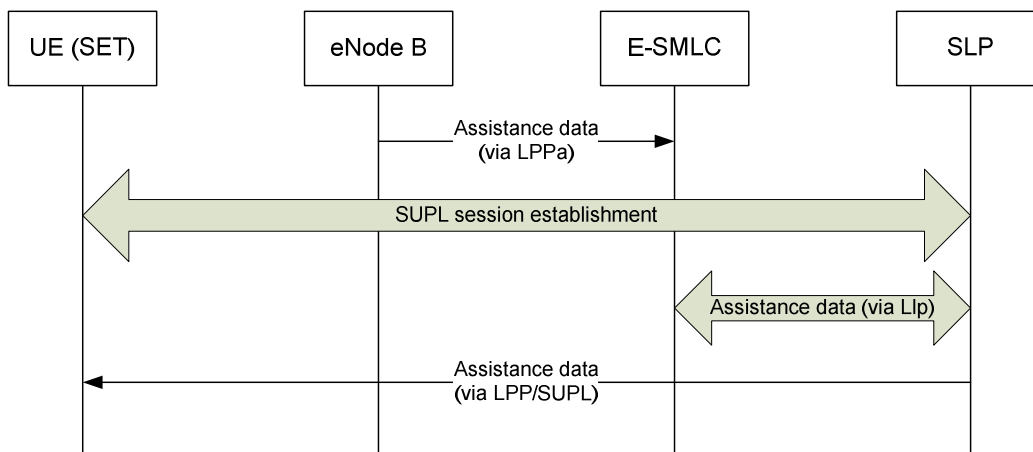 UE (SET)
eNode B
E-SMLC
SLP
Assistance data
(via LPPa)
SUPL session establishment
Assistance data (via Llp)
Assistance data
(via LPP/SUPL)